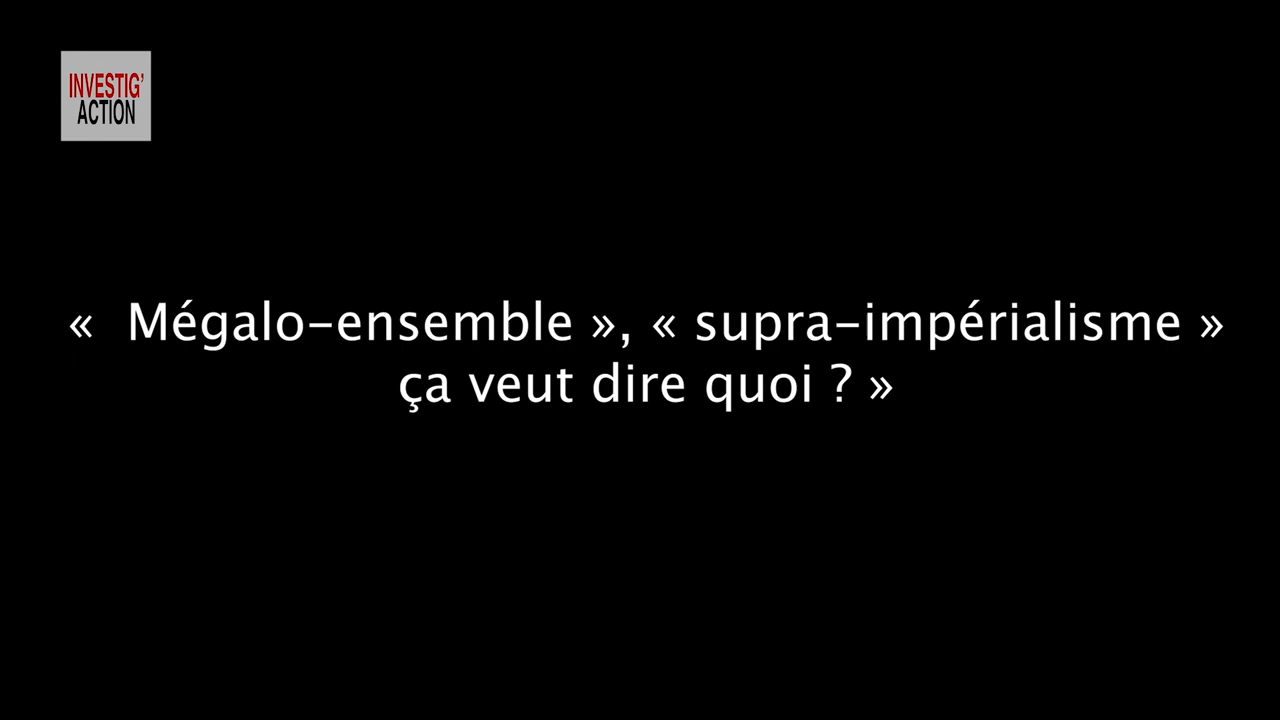 INVESTIG'
ACTION
«  Mégalo-ensemble », « supra-impérialisme »
ça veut dire quoi ? »